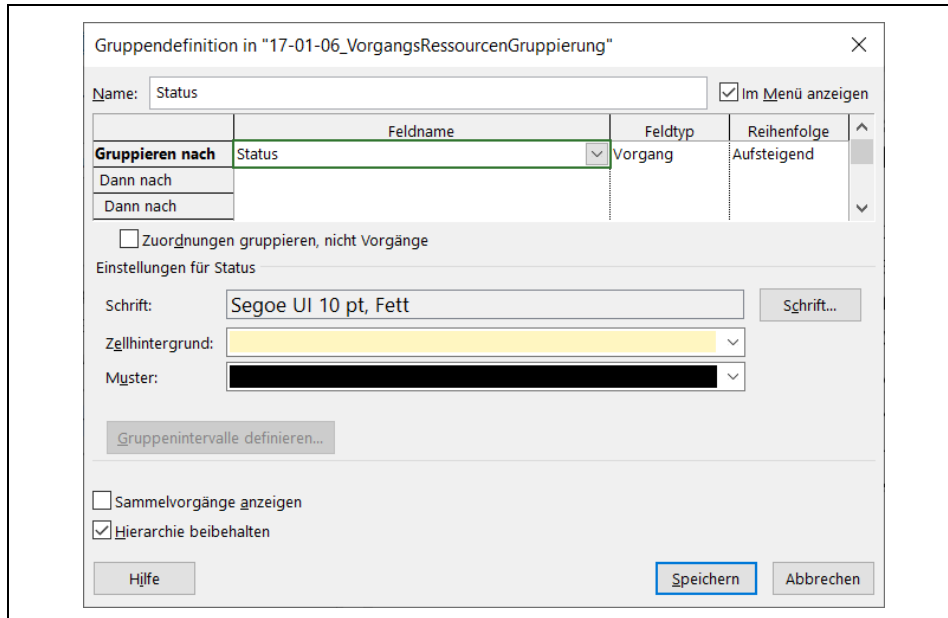 Gruppendefinition in "17-01-06_VorgangsRessourcenGruppierung"
Name: Status Im Menü anzeigen
Feldname Feldtyp Reihenfolge
Gruppieren nach Status Vorgang Aufsteigend
Dann nach
Dann nach
Zuordnungen gruppieren, nicht Vorgänge
Einstellungen für Status
Schrift: Segoe UI 10 pt, Fett Schrift...
Zellhintergrund:
Muster:
Gruppenintervalle definieren...
Sammelvorgänge anzeigen
Hierarchie beibehalten
Hilfe Speichern Abbrechen